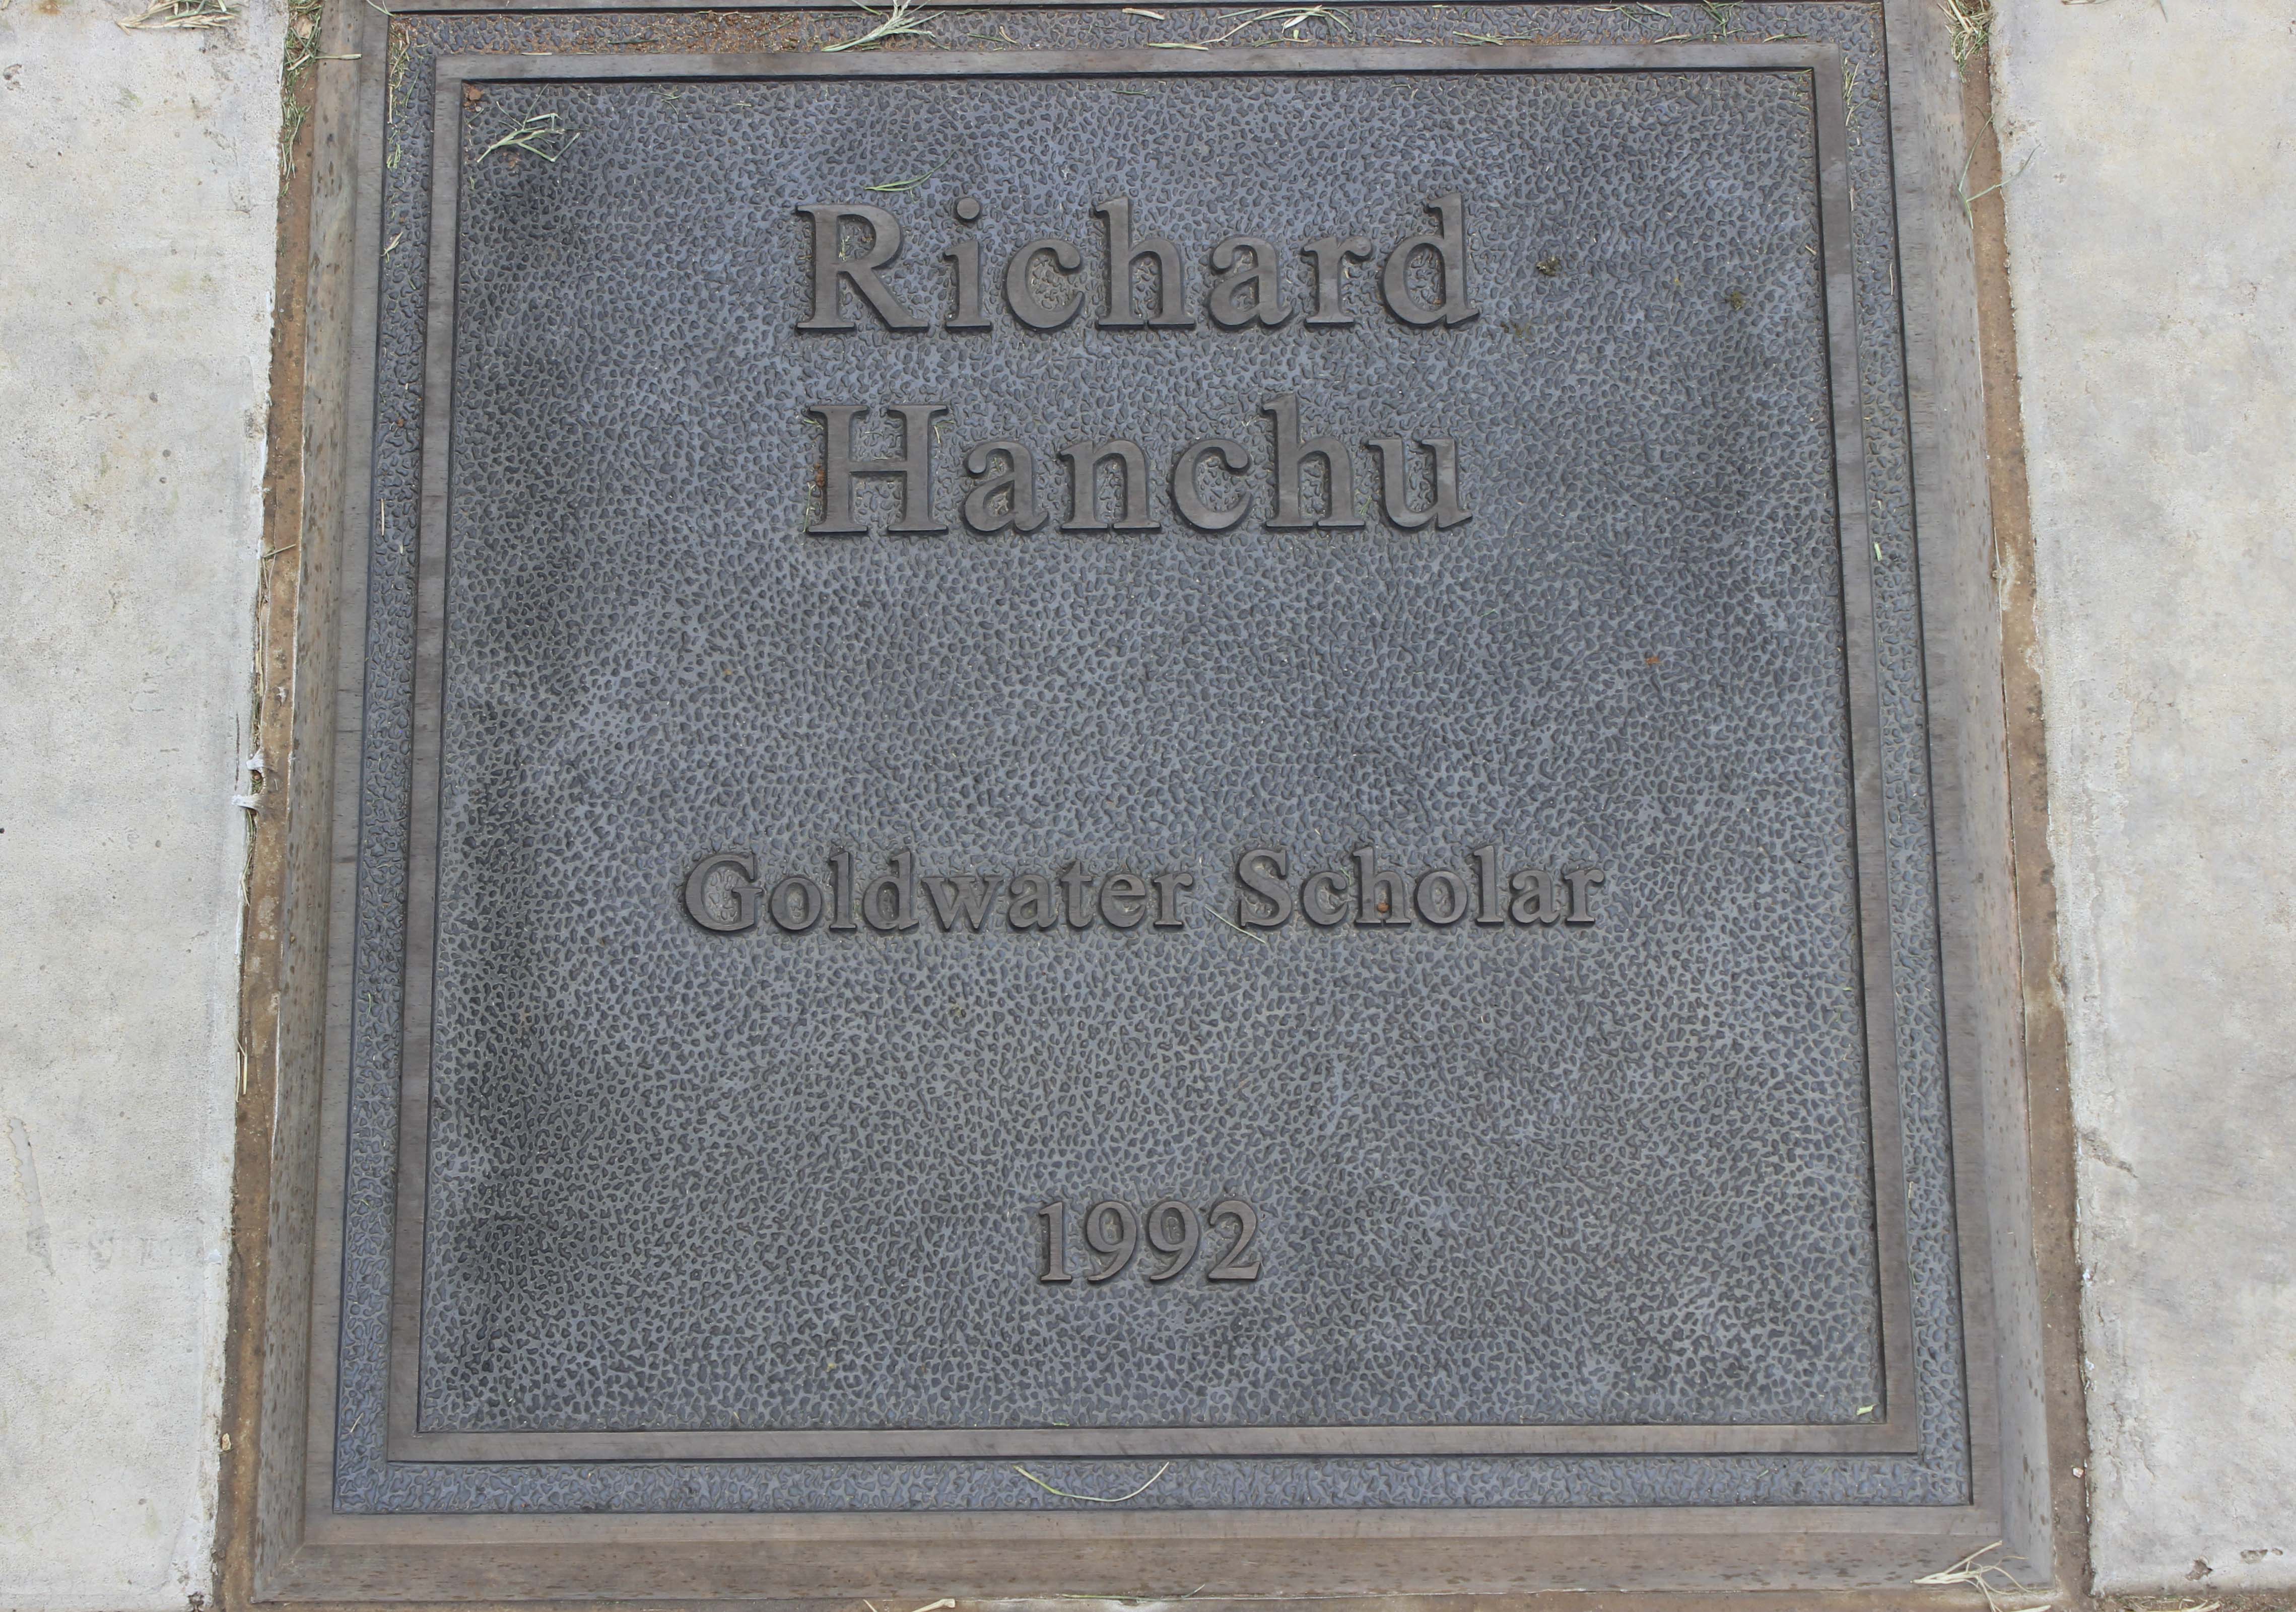 Richard
Hanchu
Goldwater Scholar
1992